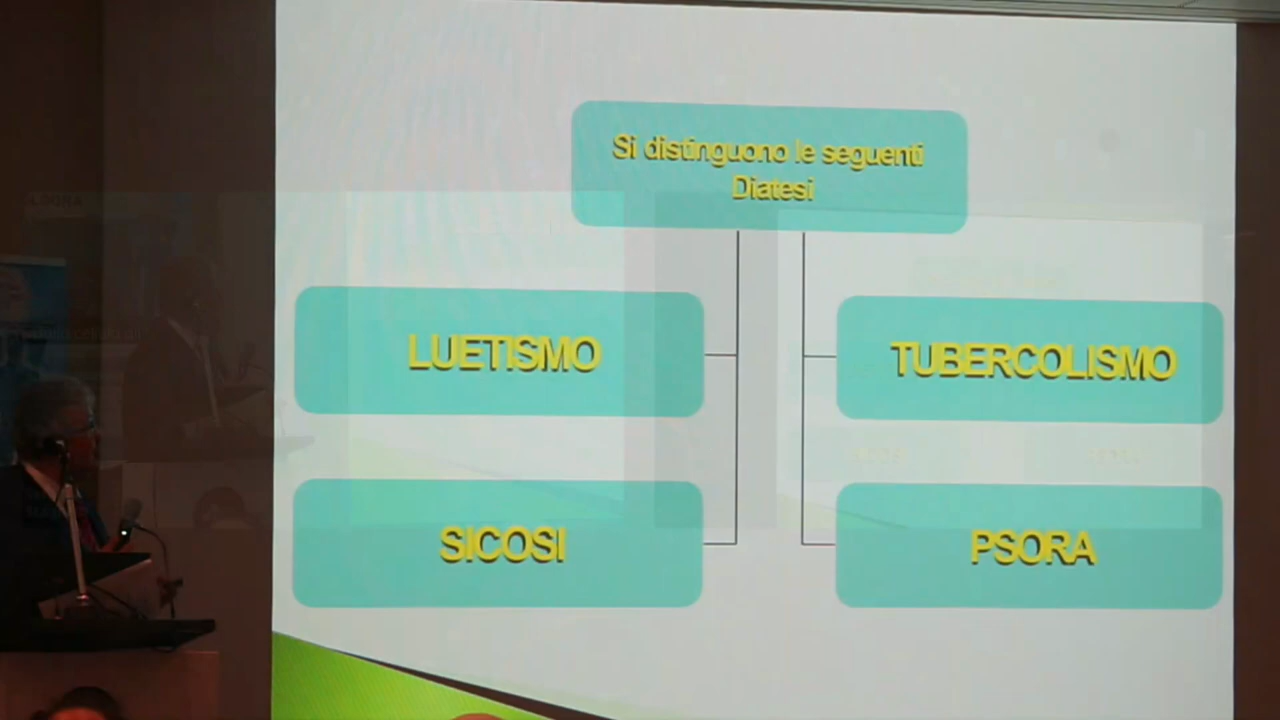 Si distinguono le seguenti
Diatesi
LUETISMO
TUBERCOLISMO
SICOSI
PSORA